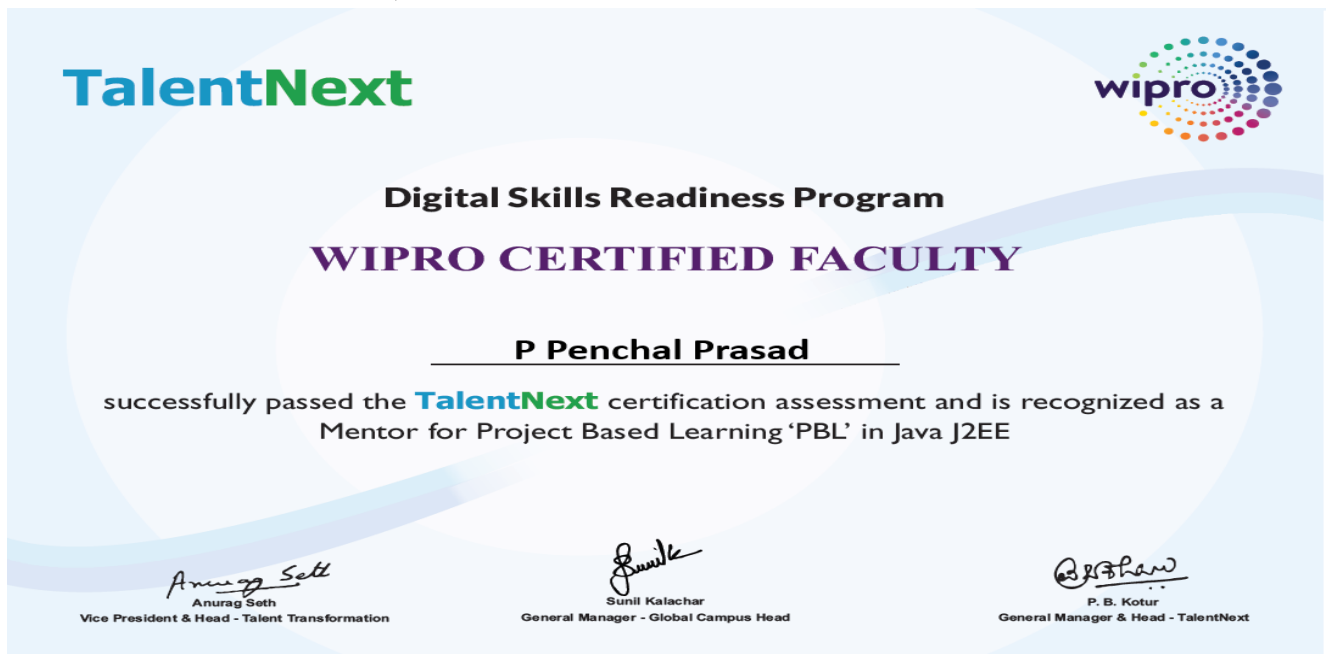 TalentNext
wipro
Digital Skills Readiness Program
WIPRO CERTIFIED FACULTY
P Penchal Prasad
successfully passed the TalentNext certification assessment and is recognized as a
Mentor for Project Based Learning ‘PBL’ in Java J2EE
Anurag Seth
Anurag Seth
Vice President & Head - Talent Transformation
Sunilk
Sunil Kalachar
General Manager - Global Campus Head
P. B. Kotur
General Manager & Head - TalentNext